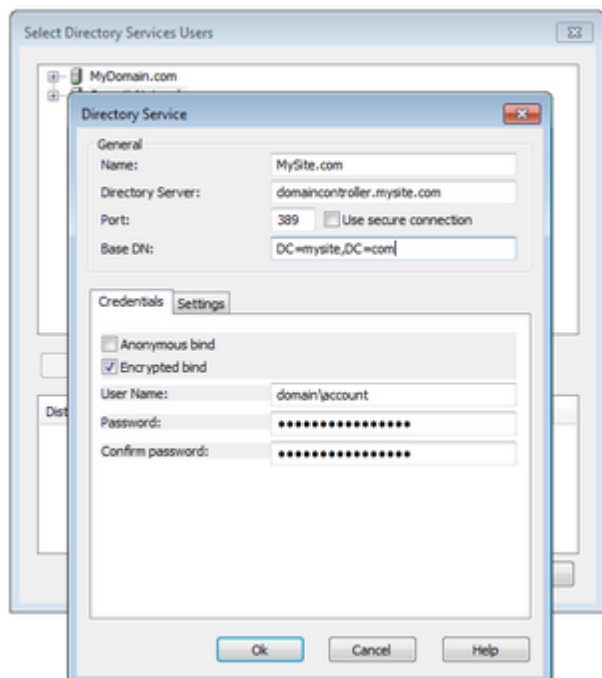 Select Directory Services Users
MyDomain.com
Directory Service
General
Name: MySite.com
Directory Server: domaincontroller.mysite.com
Port: 389 Use secure connection
Base DN: DC=mysite,DC=com
Credentials Settings
Anonymous bind
Encrypted bind
User Name: domain\account
Dist
Password: ●●●●●●●●●●●●●●●●
Confirm password: ●●●●●●●●●●●●●●●●
Ok Cancel Help